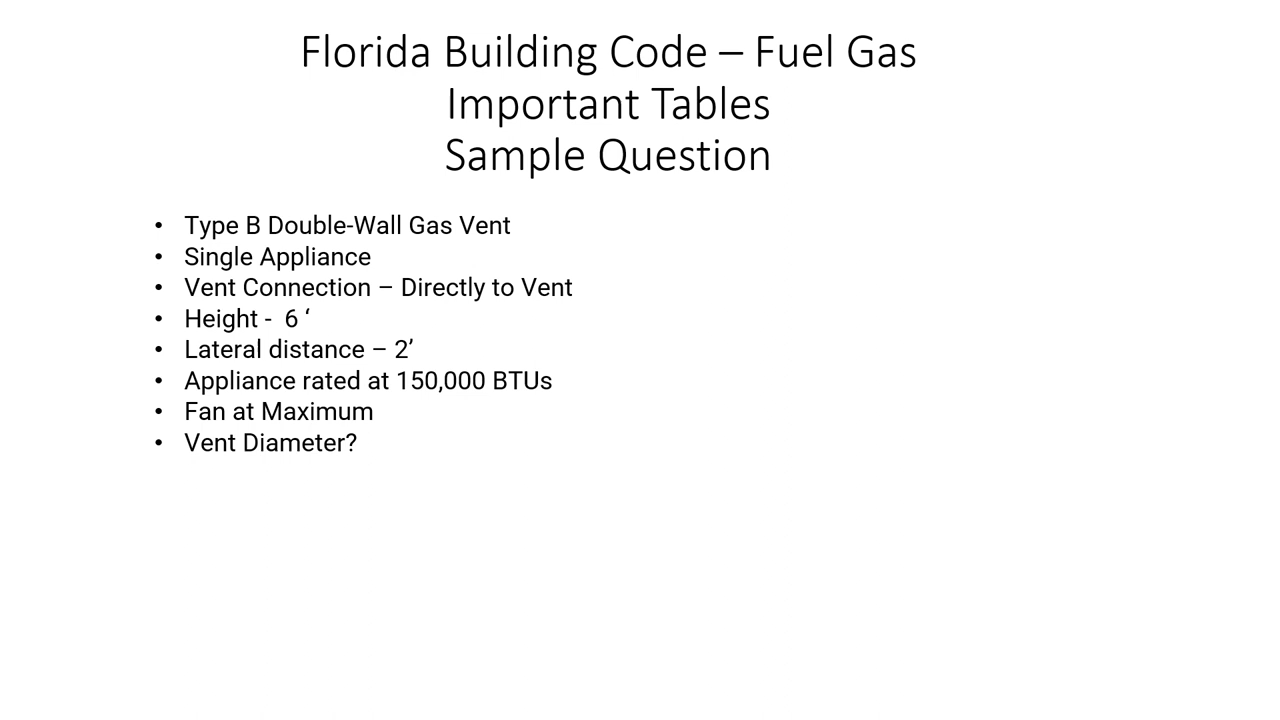 Florida Building Code – Fuel Gas
Important Tables
Sample Question
• Type B Double-Wall Gas Vent
• Single Appliance
• Vent Connection – Directly to Vent
• Height -  6 ‘
• Lateral distance – 2’
• Appliance rated at 150,000 BTUs
• Fan at Maximum
• Vent Diameter?